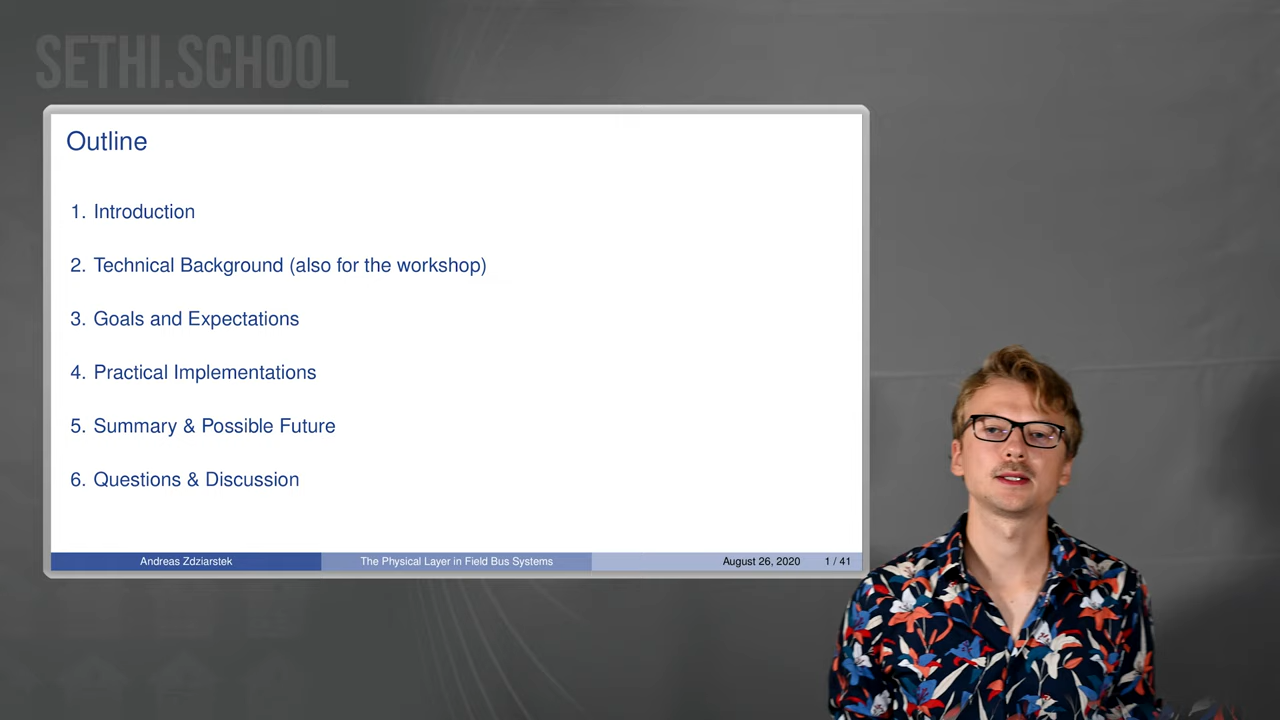 SETHI.SCHOOL
Outline
1. Introduction
2. Technical Background (also for the workshop)
3. Goals and Expectations
4. Practical Implementations
5. Summary & Possible Future
6. Questions & Discussion
Andreas Zdziarstek The Physical Layer in Field Bus Systems August 26, 2020 1 / 41